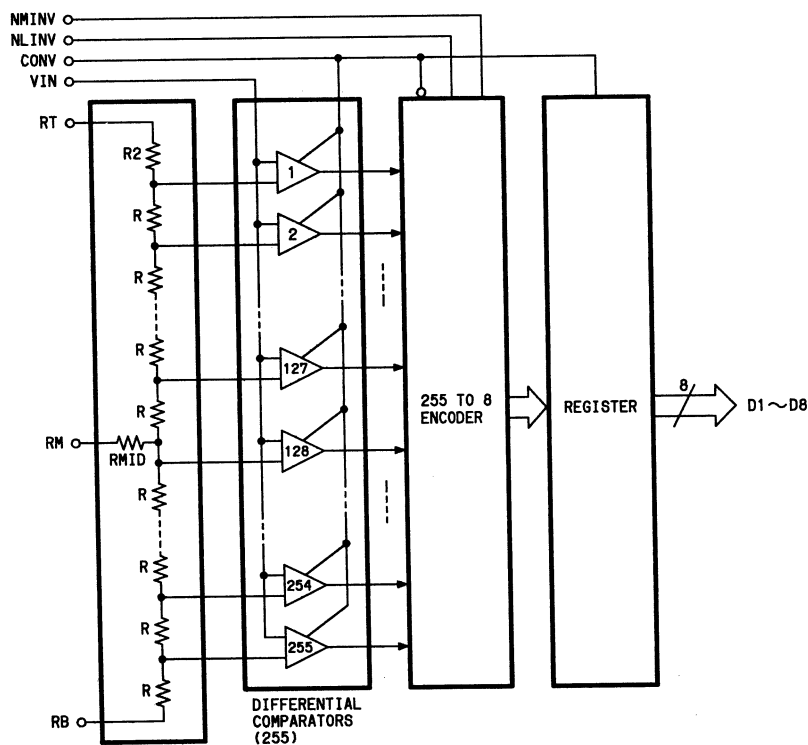 NMINV
NLINV
CONV
VIN
RT
R2
1
R
2
R
R
127
R
RM
RMID
128
R
255 TO 8
ENCODER
REGISTER
8
D1~D8
R
254
R
255
R
RB
DIFFERENTIAL
COMPARATORS
(255)